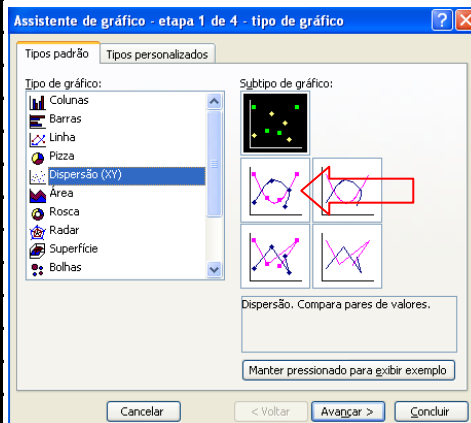 Assistente de gráfico - etapa 1 de 4 - tipo de gráfico
Tipos padrão
Tipos personalizados
Tipo de gráfico:
Colunas
Barras
Linha
Pizza
Dispersão (XY)
Área
Rosca
Radar
Superfície
Bolhas
Subtipo de gráfico:
Dispersão. Compara pares de valores.
Manter pressionado para exibir exemplo
Cancelar
< Voltar
Avançar >
Concluir